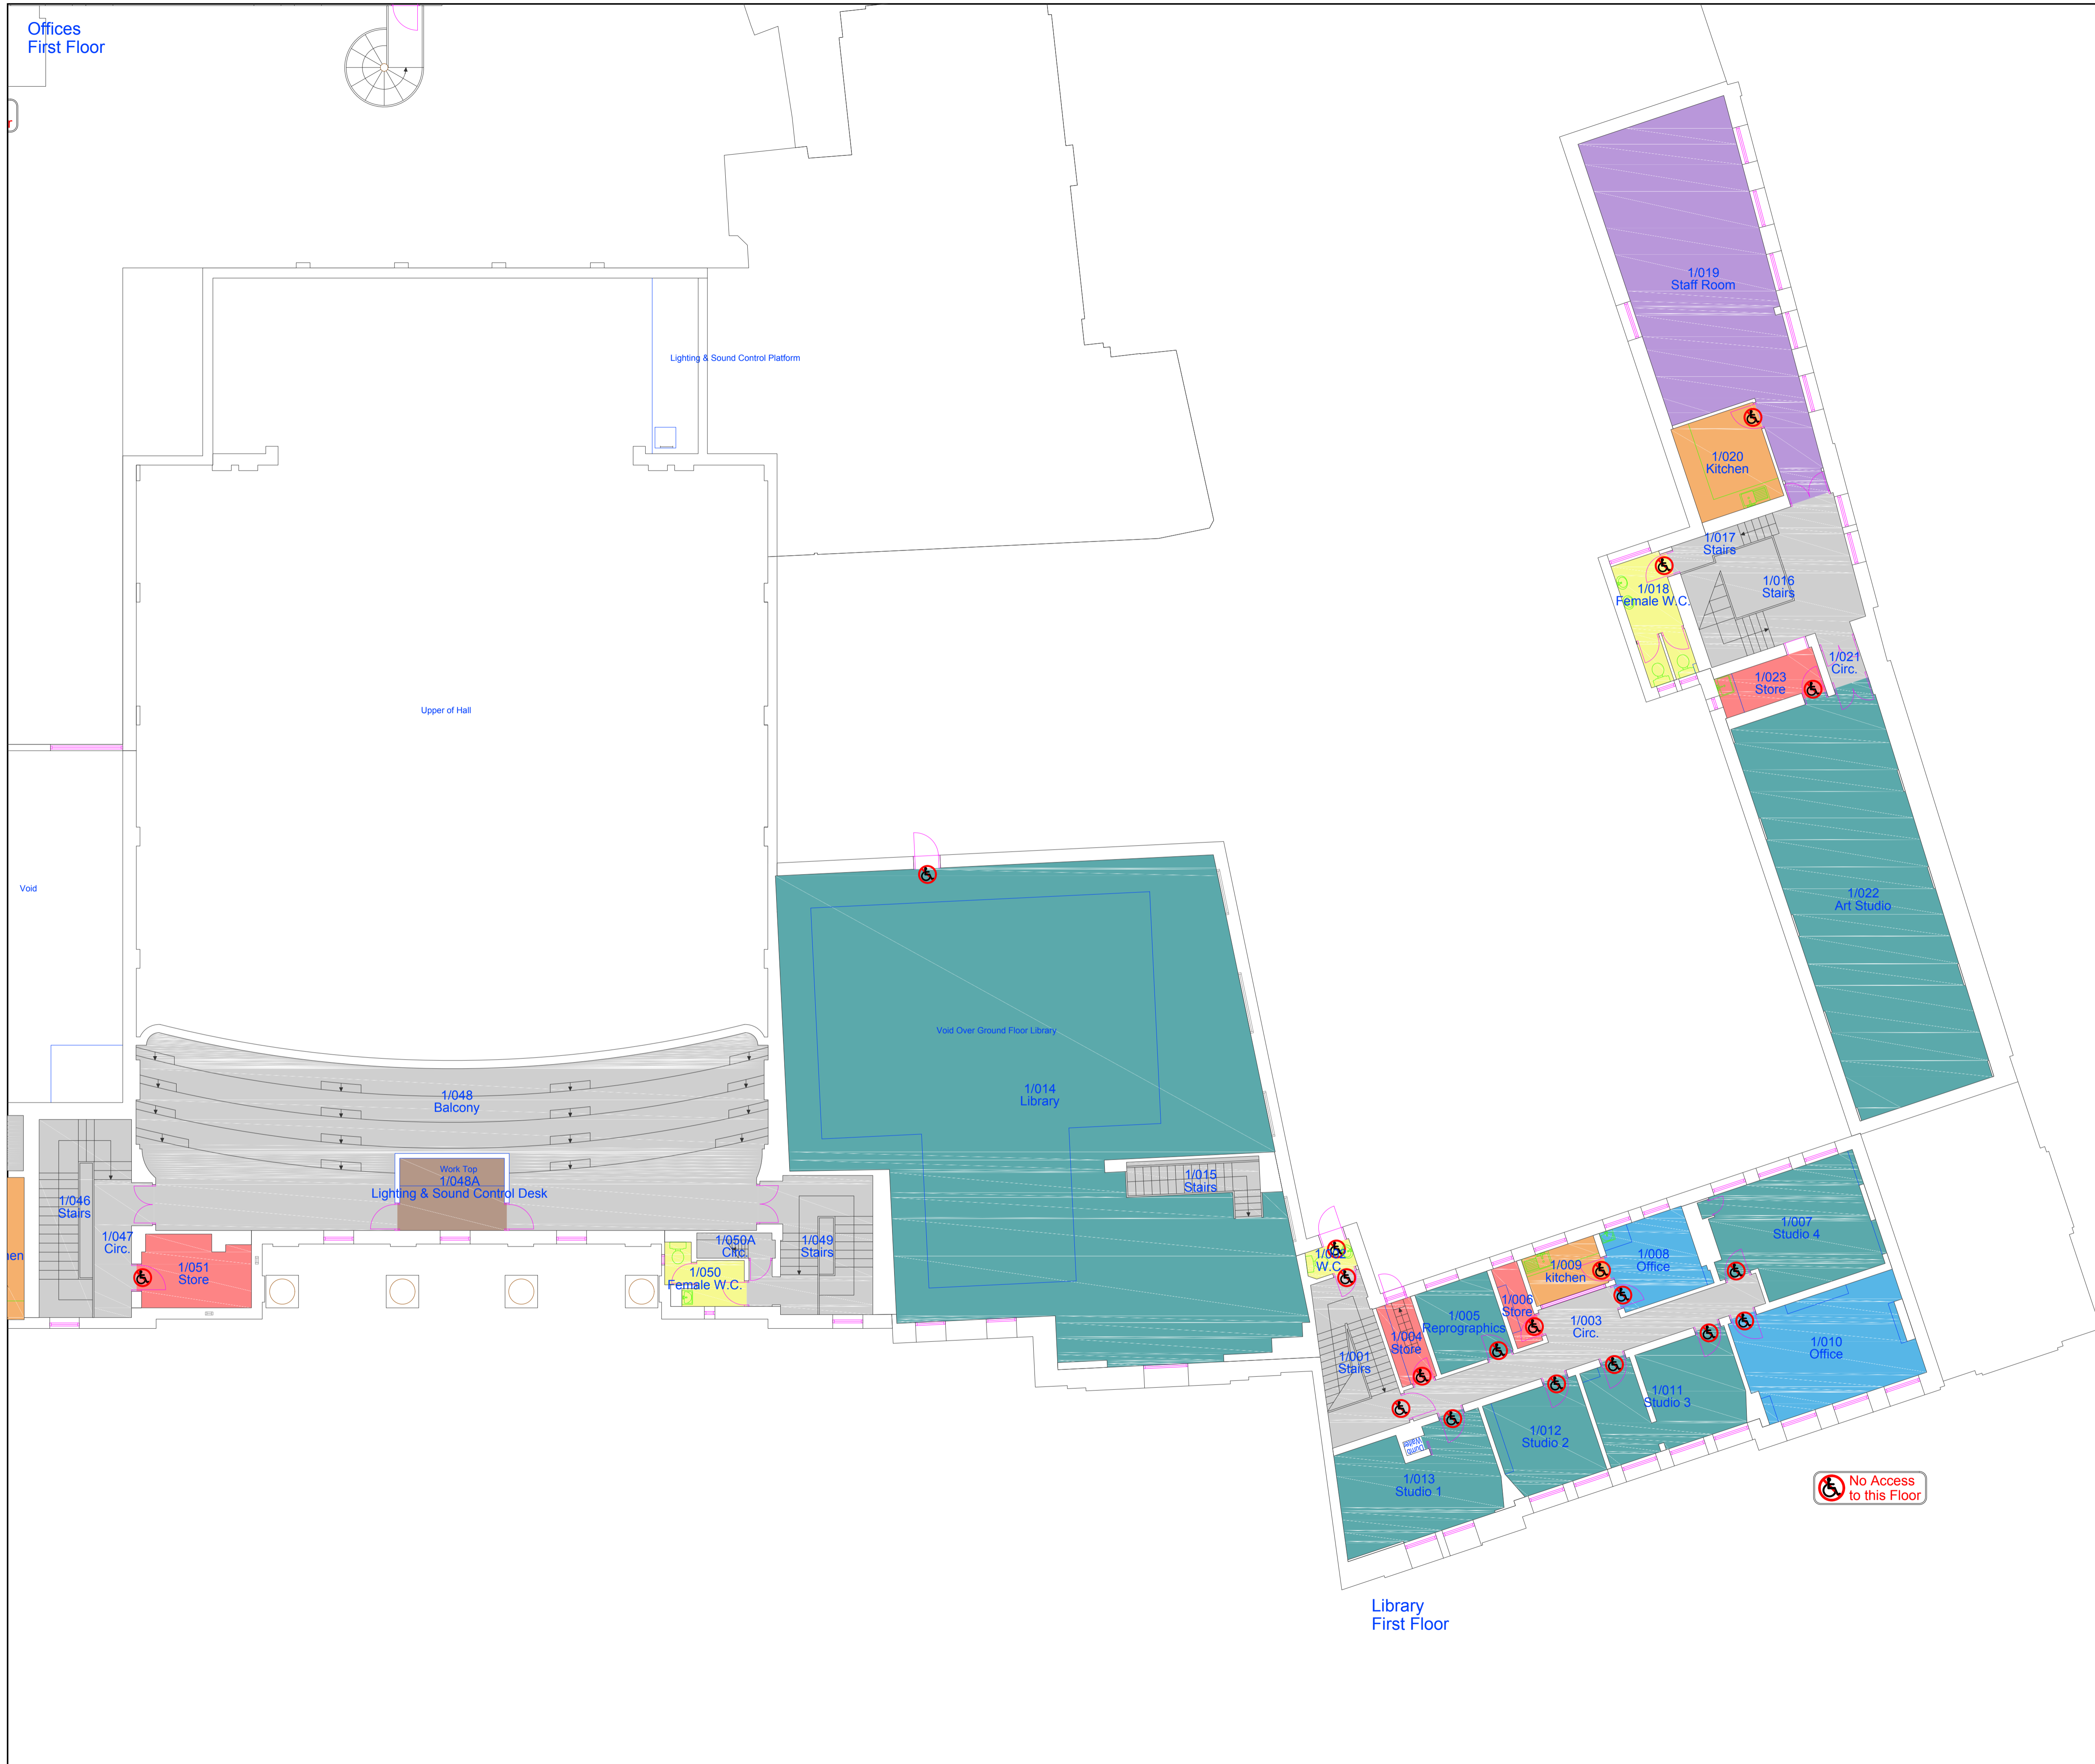 Offices
First Floor
r
1/019
Staff Room
Lighting & Sound Control Platform
1/020
Kitchen
1/017
Stairs
1/016
Stairs
1/018
Female W.C.
1/021
Circ.
1/023
Store
Upper of Hall
Void
1/022
Art Studio
Void Over Ground Floor Library
1/014
Library
1/048
Balcony
Work Top
1/048A
Lighting & Sound Control Desk
1/015
Stairs
1/046
Stairs
1/047
Circ.
1/051
Store
hen
1/050A
Circ.
1/049
Stairs
1/050
Female W.C.
1/002
W.C.
1/007
Studio 4
1/008
Office
1/009
kitchen
1/006
Store
1/005
Reprographics
1/003
Circ.
1/004
Store
1/001
Stairs
1/010
Office
1/011
Studio 3
1/012
Studio 2
Dumb
Waiter
1/013
Studio 1
No Access
to this Floor
Library
First Floor